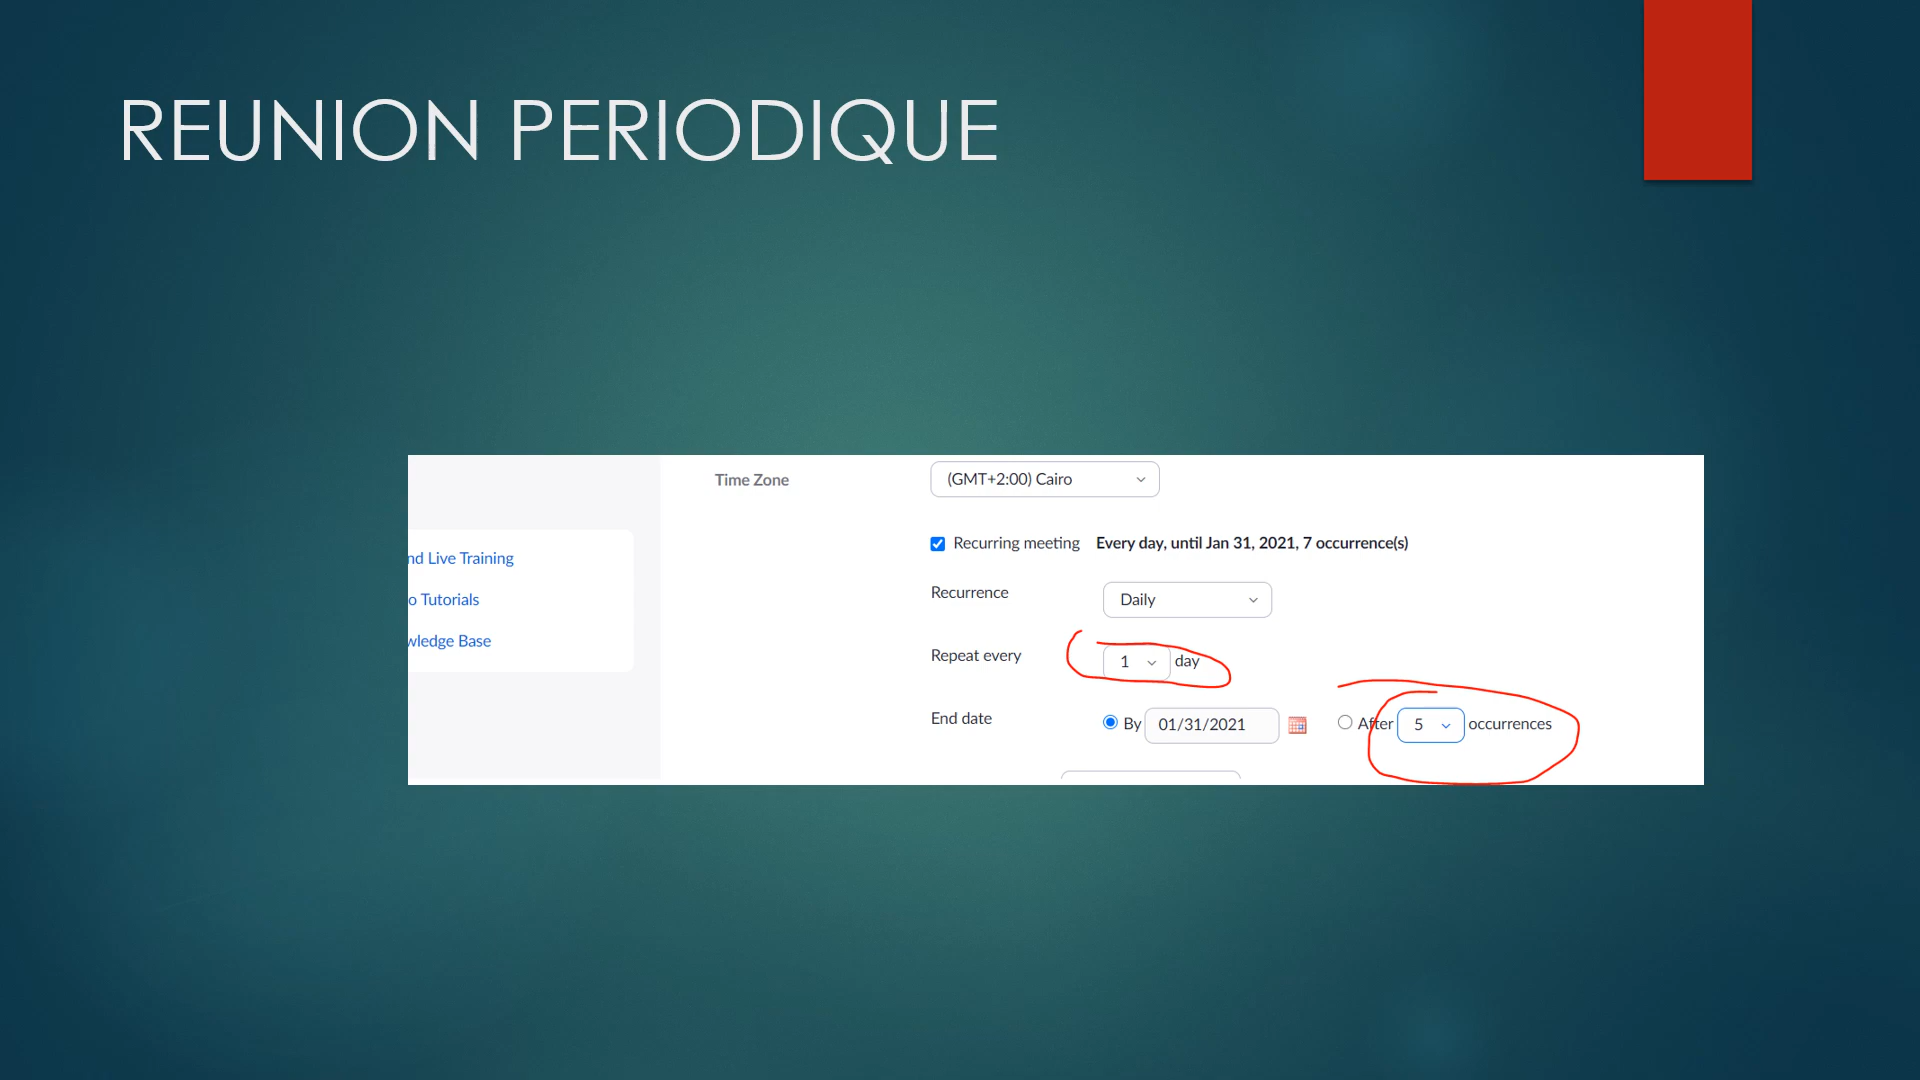 REUNION PERIODIQUE
Time Zone (GMT+2:00) Cairo
nd Live Training
o Tutorials
wledge Base
Recurring meeting Every day, until Jan 31, 2021, 7 occurrence(s)
Recurrence Daily
Repeat every 1 day
End date By 01/31/2021 After 5 occurrences